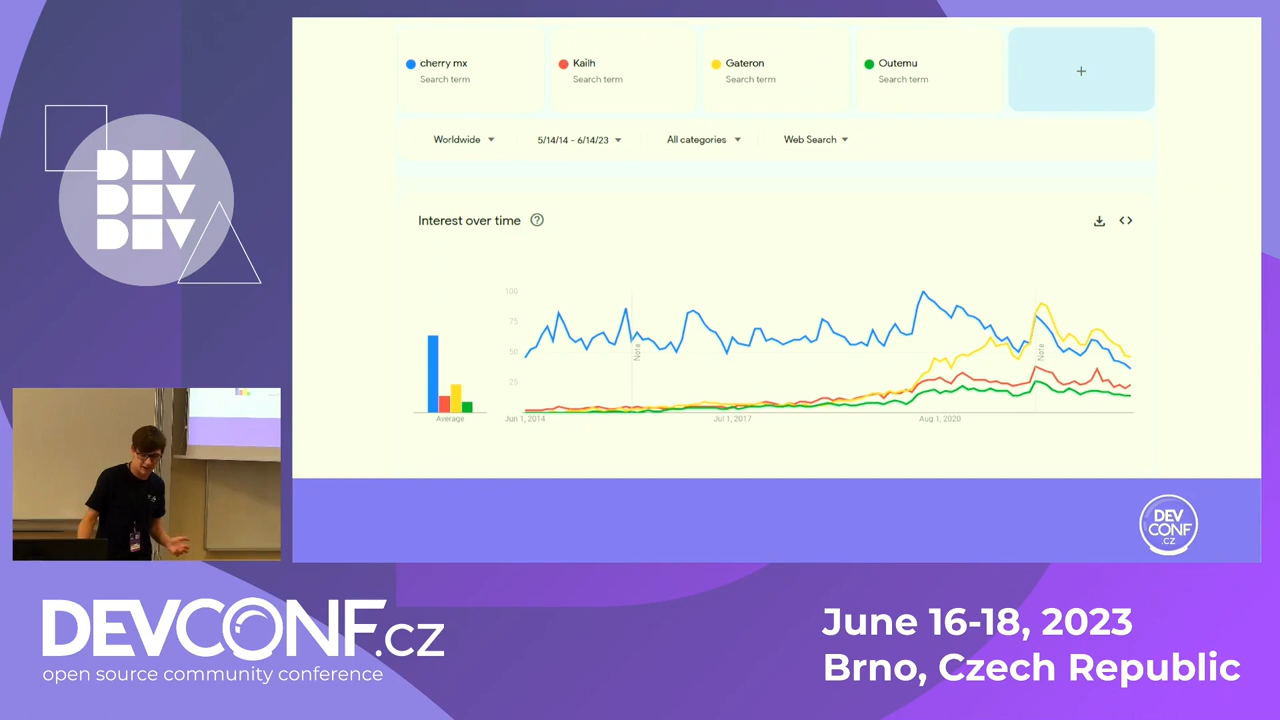 DEV
DEV
DEV
cherry mx
Search term
Kailh
Search term
Gateron
Search term
Outemu
Search term
+
Worldwide
5/14/14 - 6/14/23
All categories
Web Search
Interest over time
100
75
50
25
Note
Note
Average
Jun 1, 2014
Jul 1, 2017
Aug 1, 2020
DEV
CONF
.CZ
DEVCONF.cz
open source community conference
June 16-18, 2023
Brno, Czech Republic